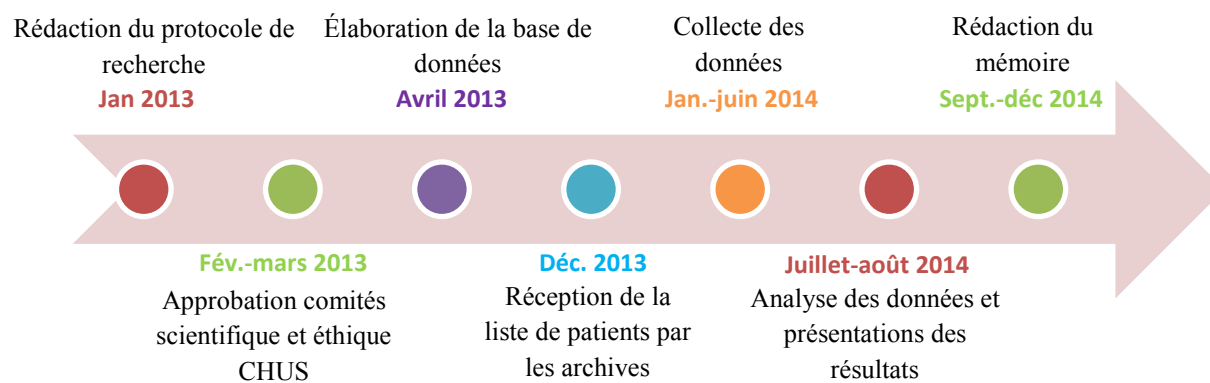 Rédaction du protocole de
recherche
Jan 2013
Élaboration de la base de
données
Avril 2013
Collecte des
données
Jan.-juin 2014
Rédaction du
mémoire
Sept.-déc 2014
Fév.-mars 2013
Approbation comités
scientifique et éthique
CHUS
Déc. 2013
Réception de la
liste de patients par
les archives
Juillet-août 2014
Analyse des données et
présentations des
résultats